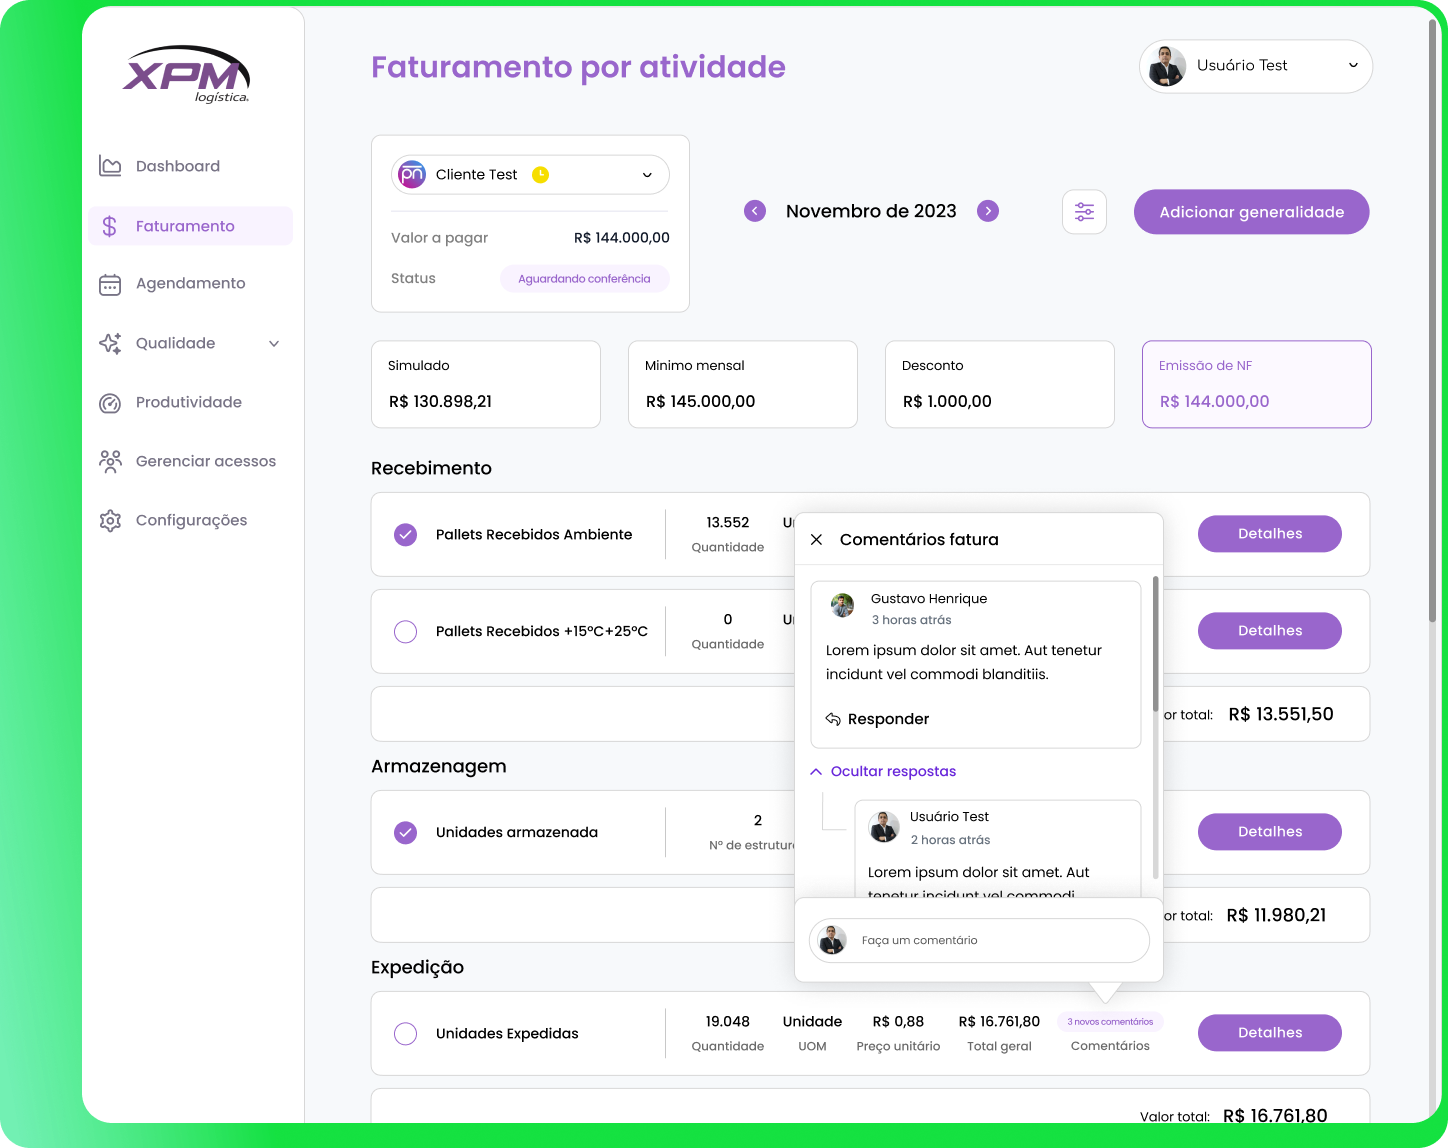 XPM
logística
Dashboard
Faturamento
Agendamento
Qualidade
Produtividade
Gerenciar acessos
Configurações
Faturamento por atividade
Usuário Test
pn
Cliente Test
Valor a pagar
R$ 144.000,00
Status
Aguardando conferência
Novembro de 2023
Adicionar generalidade
Simulado
R$ 130.898,21
Minimo mensal
R$ 145.000,00
Desconto
R$ 1.000,00
Emissão de NF
R$ 144.000,00
Recebimento
Pallets Recebidos Ambiente
13.552
Quantidade
Detalhes
Pallets Recebidos +15ºC+25ºC
0
Quantidade
Detalhes
or total:
R$ 13.551,50
Armazenagem
Unidades armazenada
2
Nº de estrutur
Detalhes
or total:
R$ 11.980,21
Comentários fatura
Gustavo Henrique
3 horas atrás
Lorem ipsum dolor sit amet. Aut tenetur
incidunt vel commodi blanditiis.
Responder
Ocultar respostas
Usuário Test
2 horas atrás
Lorem ipsum dolor sit amet. Aut
tenetur incidunt vel commodi
Faça um comentário
Expedição
Unidades Expedidas
19.048
Quantidade
Unidade
UOM
R$ 0,88
Preço unitário
R$ 16.761,80
Total geral
3 novos comentários
Comentários
Detalhes
Valor total:
R$ 16.761,80